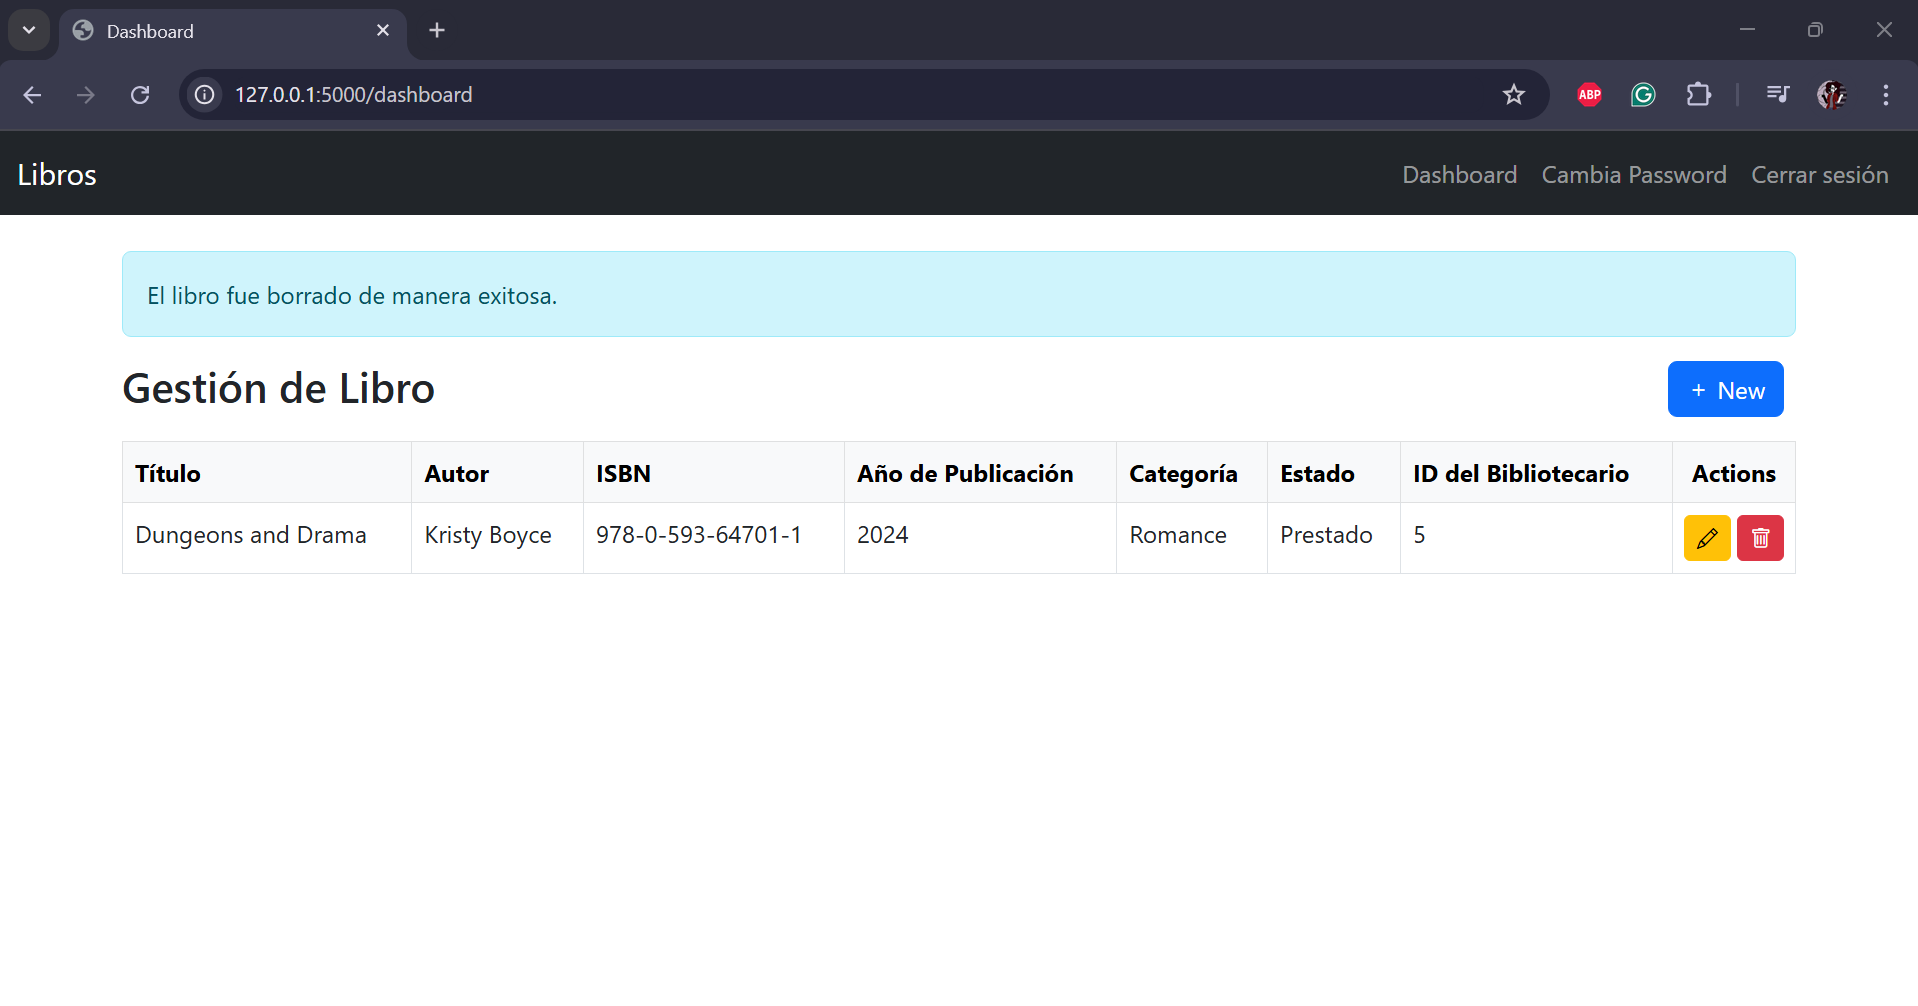 Dashboard
127.0.0.1:5000/dashboard
ABP
Libros
Dashboard Cambia Password Cerrar sesión
El libro fue borrado de manera exitosa.
Gestión de Libro
+ New
Título Autor ISBN Año de Publicación Categoría Estado ID del Bibliotecario Actions
Dungeons and Drama Kristy Boyce 978-0-593-64701-1 2024 Romance Prestado 5